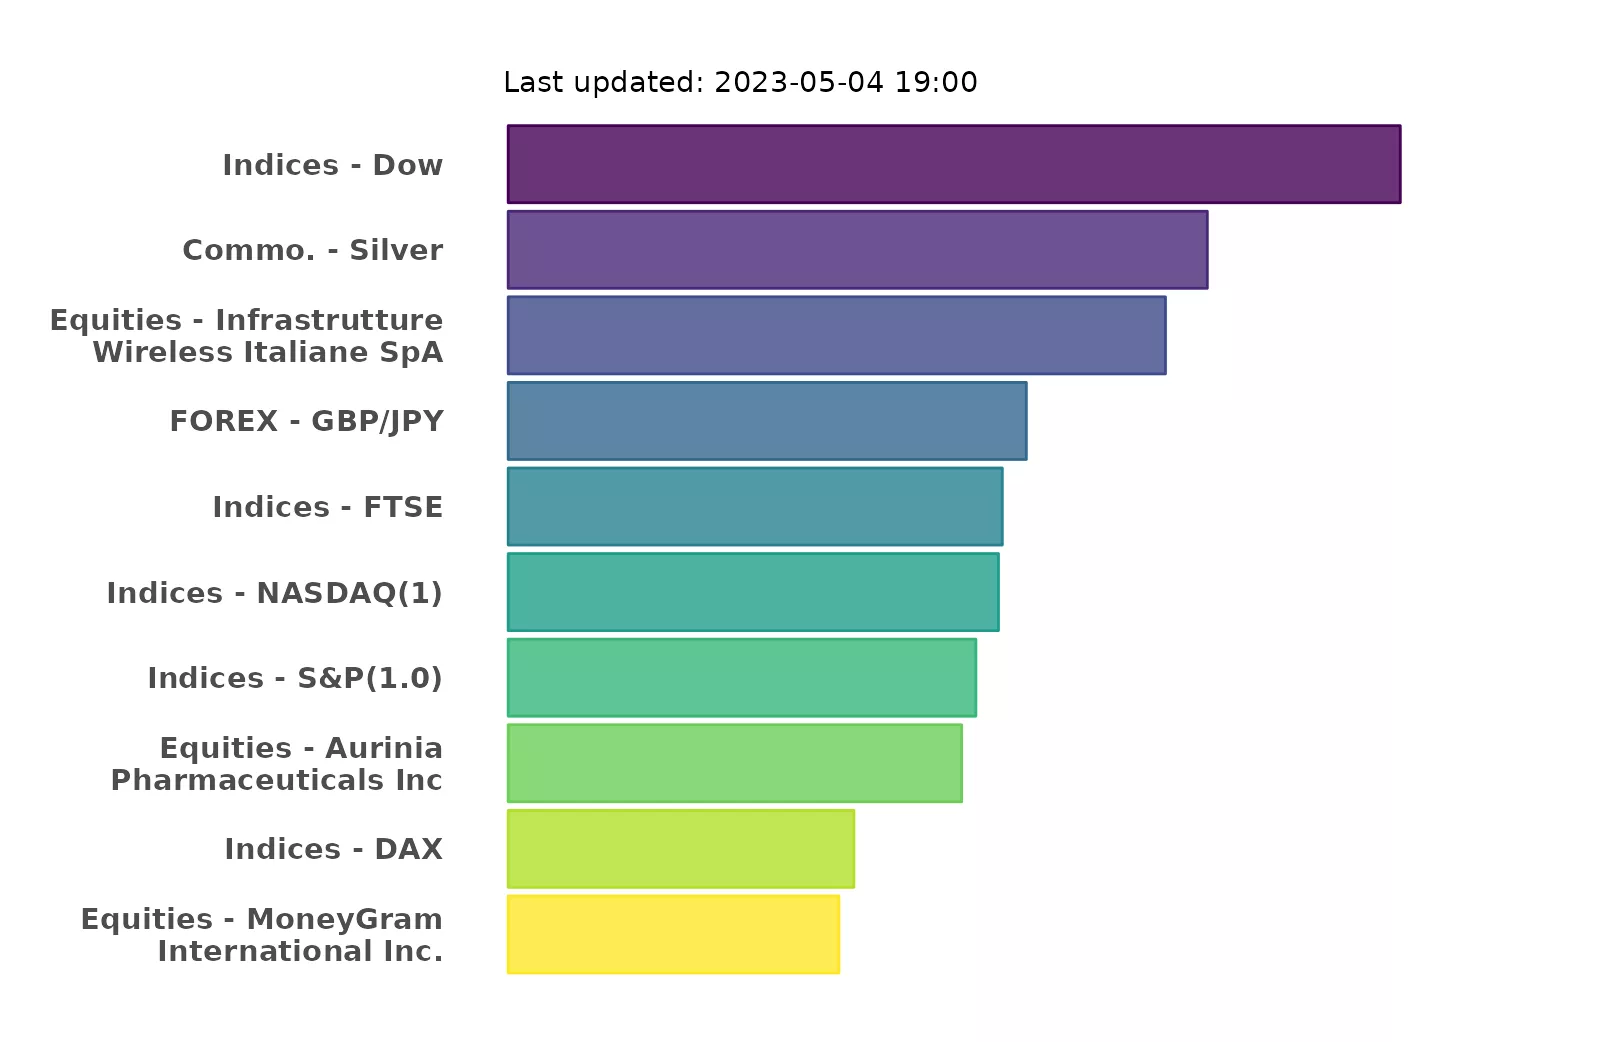 Last updated: 2023-05-04 19:00
Indices - Dow
Commo. - Silver
Equities - Infrastrutture
Wireless Italiane SpA
FOREX - GBP/JPY
Indices - FTSE
Indices - NASDAQ(1)
Indices - S&P(1.0)
Equities - Aurinia
Pharmaceuticals Inc
Indices - DAX
Equities - MoneyGram
International Inc.